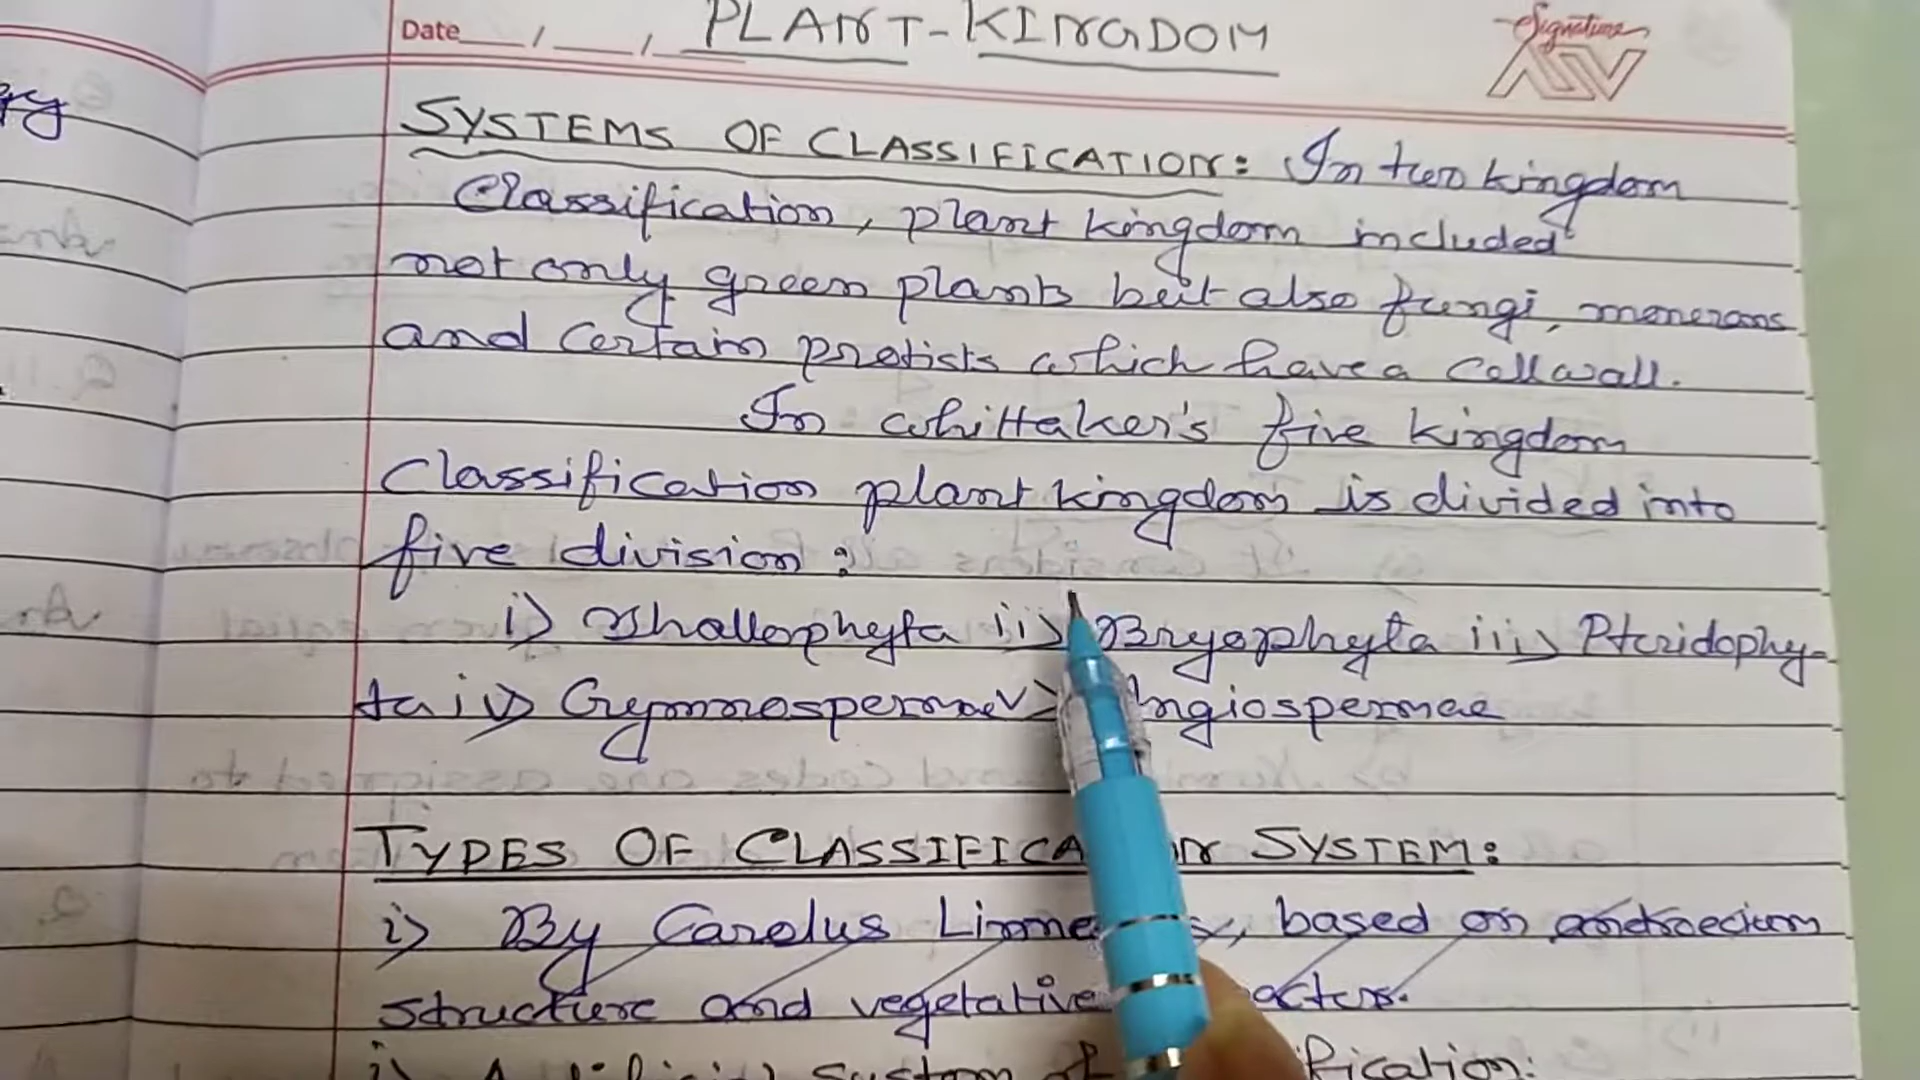 Date
PLANT-KINGDOM
Signature
SYSTEMS OF CLASSIFICATION: In two kingdom
Classification, plant kingdom included
not only green plants but also fungi, monerans
and certain protists which have a cell wall.
In whittaker's five kingdom
Classification plant kingdom is divided into
five division :
i) Thallophyta ii) Bryophyta iii) Pteridophy-
ta iv) Gymnospermae v) Angiospermae
TYPES OF CLASSIFICATION SYSTEM:
i) By Carolus Linnaeus, based on androecium
structure and vegetative
System of